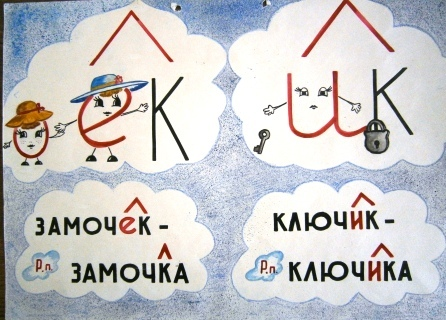 ек
ик
ЗАМОЧеК –
Р.п. ЗАМОЧКА
КЛЮЧиК –
Р.п. КЛЮЧиКА